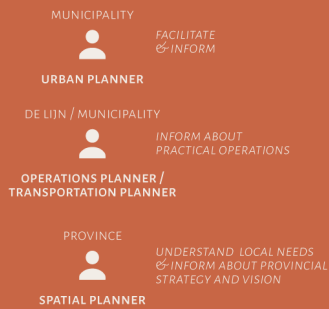 MUNICIPALITY
FACILITATE
& INFORM
URBAN PLANNER
DE LIJN / MUNICIPALITY
INFORM ABOUT
PRACTICAL OPERATIONS
OPERATIONS PLANNER /
TRANSPORTATION PLANNER
PROVINCE
UNDERSTAND LOCAL NEEDS
& INFORM ABOUT PROVINCIAL
STRATEGY AND VISION
SPATIAL PLANNER